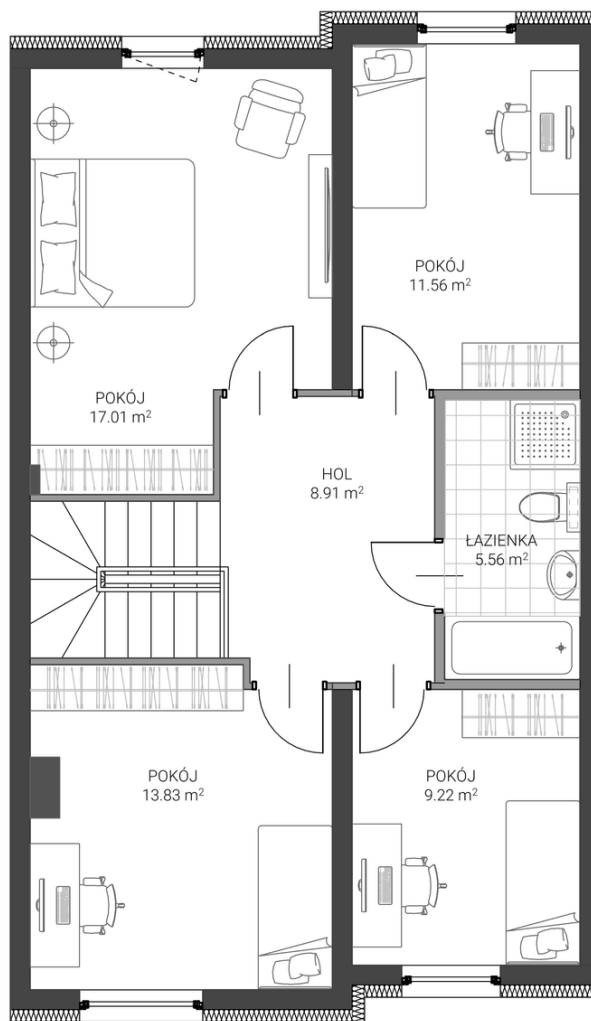 POKÓJ
11.56 m²
POKÓJ
17.01 m²
HOL
8.91 m²
ŁAZIENKA
5.56 m²
POKÓJ
13.83 m²
POKÓJ
9.22 m²